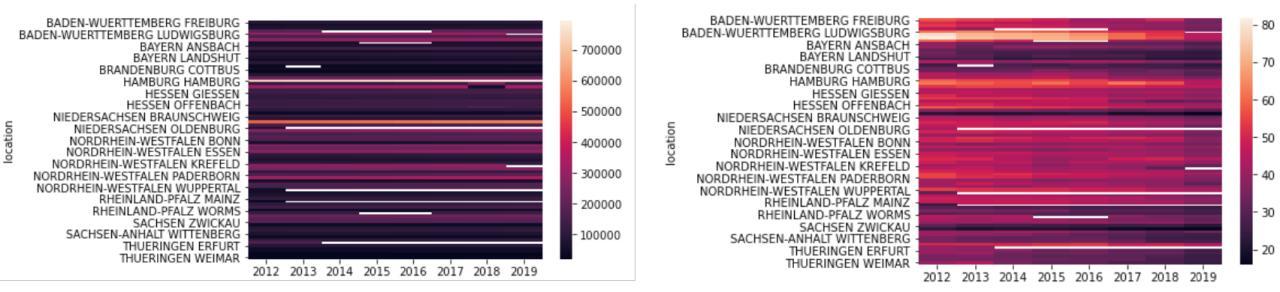 BADEN-WUERTTEMBERG FREIBURG
BADEN-WUERTTEMBERG LUDWIGSBURG
BAYERN ANSBACH
BAYERN LANDSHUT
BRANDENBURG COTTBUS
HAMBURG HAMBURG
HESSEN GIESSEN
HESSEN OFFENBACH
NIEDERSACHSEN BRAUNSCHWEIG
NIEDERSACHSEN OLDENBURG
NORDRHEIN-WESTFALEN BONN
NORDRHEIN-WESTFALEN ESSEN
NORDRHEIN-WESTFALEN KREFELD
NORDRHEIN-WESTFALEN PADERBORN
NORDRHEIN-WESTFALEN WUPPERTAL
RHEINLAND-PFALZ MAINZ
RHEINLAND-PFALZ WORMS
SACHSEN ZWICKAU
SACHSEN-ANHALT WITTENBERG
THUERINGEN ERFURT
THUERINGEN WEIMAR
location
2012 2013 2014 2015 2016 2017 2018 2019
700000
600000
500000
400000
300000
200000
100000
BADEN-WUERTTEMBERG FREIBURG
BADEN-WUERTTEMBERG LUDWIGSBURG
BAYERN ANSBACH
BAYERN LANDSHUT
BRANDENBURG COTTBUS
HAMBURG HAMBURG
HESSEN GIESSEN
HESSEN OFFENBACH
NIEDERSACHSEN BRAUNSCHWEIG
NIEDERSACHSEN OLDENBURG
NORDRHEIN-WESTFALEN BONN
NORDRHEIN-WESTFALEN ESSEN
NORDRHEIN-WESTFALEN KREFELD
NORDRHEIN-WESTFALEN PADERBORN
NORDRHEIN-WESTFALEN WUPPERTAL
RHEINLAND-PFALZ MAINZ
RHEINLAND-PFALZ WORMS
SACHSEN ZWICKAU
SACHSEN-ANHALT WITTENBERG
THUERINGEN ERFURT
THUERINGEN WEIMAR
location
2012 2013 2014 2015 2016 2017 2018 2019
80
70
60
50
40
30
20